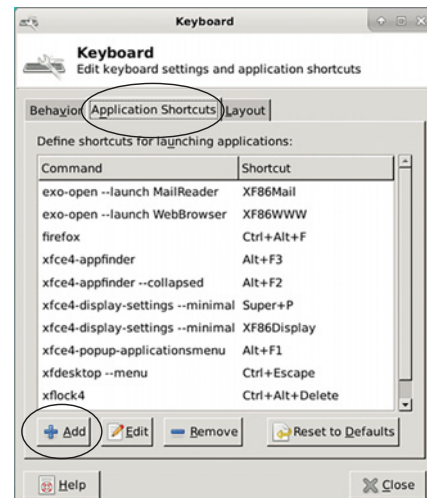 Keyboard
Keyboard
Edit keyboard settings and application shortcuts
Behavior Application Shortcuts Layout
Define shortcuts for launching applications:
Command Shortcut
exo-open --launch MailReader XF86Mail
exo-open --launch WebBrowser XF86WWW
firefox Ctrl+Alt+F
xfce4-appfinder Alt+F3
xfce4-appfinder --collapsed Alt+F2
xfce4-display-settings --minimal Super+P
xfce4-display-settings --minimal XF86Display
xfce4-popup-applicationsmenu Alt+F1
xfdesktop --menu Ctrl+Escape
xflock4 Ctrl+Alt+Delete
Add Edit Remove Reset to Defaults
Help Close